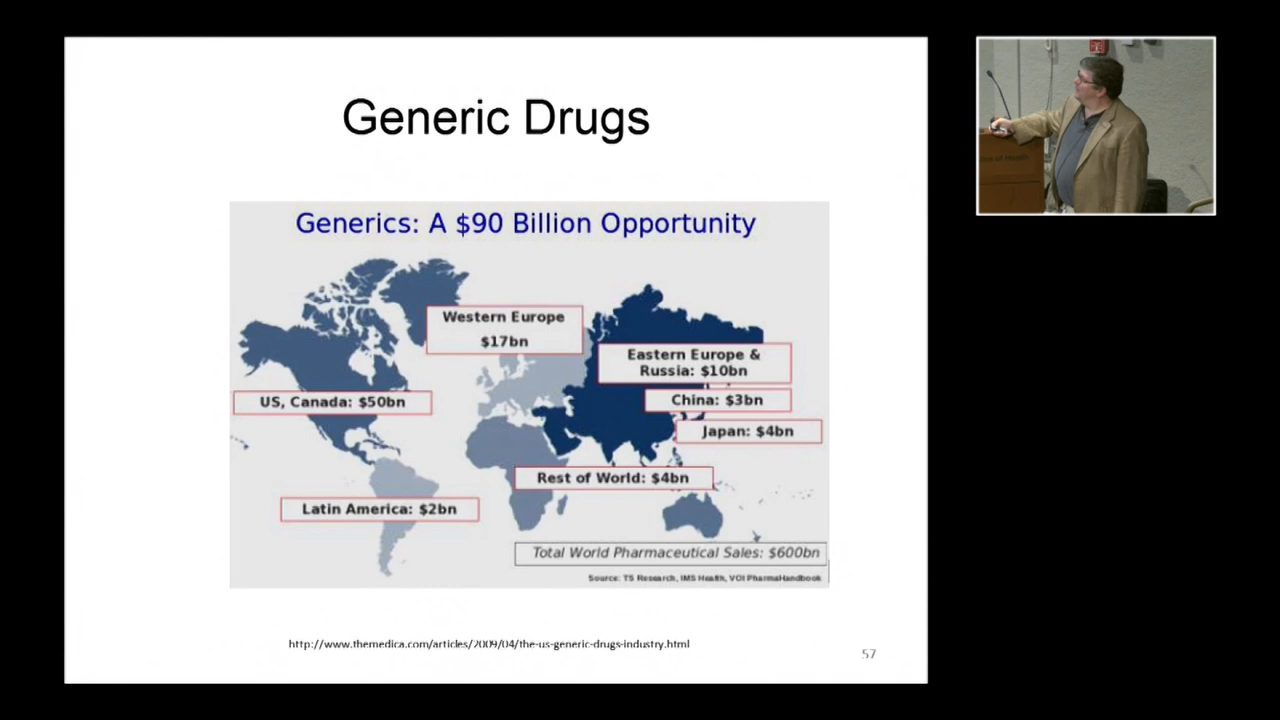 Generic Drugs
Generics: A $90 Billion Opportunity
Western Europe
$17bn
Eastern Europe &
Russia: $10bn
US, Canada: $50bn
China: $3bn
Japan: $4bn
Rest of World: $4bn
Latin America: $2bn
Total World Pharmaceutical Sales: $600bn
Source: TS Research, IMS Health, VOI PharmaHandbook
http://www.themedica.com/articles/2009/04/the-us-generic-drugs-industry.html
57
of Health